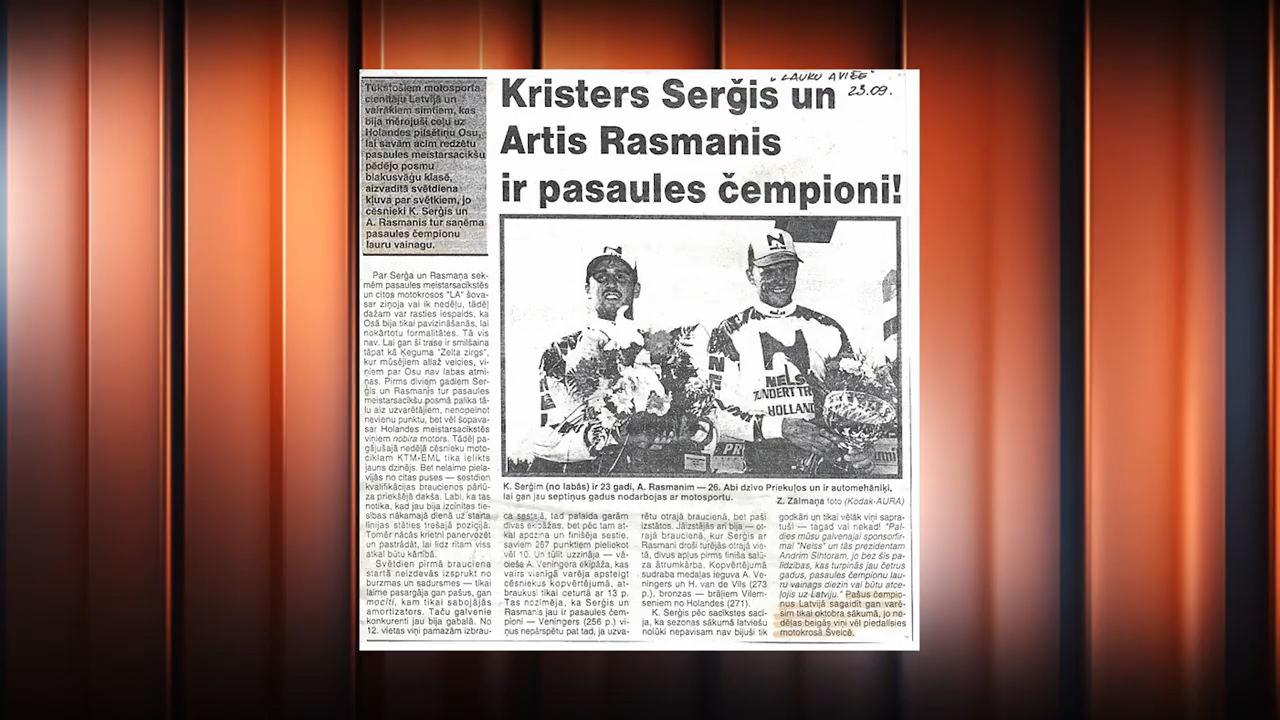 "LAUKU AVĪZE"
23.09.
Kristers Serģis un
Artis Rasmanis
ir pasaules čempioni!
Tūkstošiem motosporta
cienītāju Latvijā un
vairākiem simtiem, kas
bija mērojuši ceļu uz
Holandes pilsētiņu Osu,
lai savām acīm redzētu
pasaules meistarsacīkšu
pēdējo posmu
blakusvāģu klasē,
aizvadītā svētdiena
kļuva par svētkiem, jo
cēsnieki K. Serģis un
A. Rasmanis tur saņēma
pasaules čempionu
lauru vainagu.
Par Serģa un Rasmaņa sek-
mēm pasaules meistarsacīkstēs
un citos motokrosos "LA" šova-
sar ziņoja vai ik nedēļu, tādēļ
dažam var rasties iespaids, ka
Osā bija tikai pavizināšanās, lai
nokārtotu formalitātes. Tā vis
nav. Lai gan šī trase ir smilšaina
tāpat kā Ķeguma "Zelta zirgs",
kur mūsējiem allaž veicies, vi-
ņiem par Osu nav labas atmi-
ņas. Pirms diviem gadiem Ser-
ģis un Rasmanis tur pasaules
meistarsacīkšu posmā palika tā-
lu aiz uzvarētājiem, nenopelnot
nevienu punktu, bet vēl šopava-
sar Holandes meistarsacīkstēs
viņiem nobira motors. Tādēļ pa-
gājušajā nedēļā cēsnieku moto-
ciklam KTM-EML tika ielikts
jauns dzinējs. Bet nelaime piela-
vījās no citas puses — sestdien
kvalifikācijas braucienos pārlū-
za priekšējā dakša. Labi, ka tas
notika, kad jau bija izcīnītas tie-
sības nākamajā dienā uz starta
līnijas stāties trešajā pozīcijā.
Tomēr nācās krietni panervozēt
un pastrādāt, lai līdz rītam viss
atkal būtu kārtībā.
Svētdien pirmā brauciena
startā neizdevās izsprukt no
burzmas un sadursmes — tikai
laime pasargāja gan pašus, gan
mocīti, kam tikai sabojājās
amortizators. Taču galvenie
konkurenti jau bija gabalā. No
12. vietas viņi pamazām izbrau-
K. Serģim (no labās) ir 23 gadi, A. Rasmanim — 26. Abi dzīvo Priekuļos un ir automehāniķi,
lai gan jau septiņus gadus nodarbojas ar motosportu.
Z. Zālmaņa foto (Kodak-AURA)
NELS
HOLLAND
ca sestajā, tad palaida garām
divas ekipāžas, bet pēc tam at-
kal apdzina un finišēja sestie,
saviem 257 punktiem pieliekot
vēl 10. Un tūlīt uzzināja — vā-
cieša A. Veningera ekipāža, kas
vairs vienīgā varēja apsteigt
cēsniekus kopvērtējumā, at-
braukusi tikai ceturtā ar 13 p.
Tas nozīmēja, ka Serģis un
Rasmanis jau ir pasaules čem-
pioni — Veningers (256 p.) vi-
ņus nepārspētu pat tad, ja uzva-
rētu otrajā braucienā, bet paši
izstātos. Jāizstājās arī bija — ot-
rajā braucienā, kur Serģis ar
Rasmani droši turējās otrajā vie-
tā, divus apļus pirms finiša salū-
za ātrumkārba. Kopvērtējumā
sudraba medaļas ieguva A. Ve-
ningers un H. van de Vils (273
p.), bronzas — brāļiem Vilem-
seniem no Holandes (271).
K. Serģis pēc sacīkstes saci-
ja, ka sezonas sākumā latviešu
nolūki nepavisam nav bijuši tik
godkāri un tikai vēlāk viņi sapra-
tuši — tagad vai nekad! "Pal-
dies mūsu galvenajai sponsorfir-
mai "Nelss" un tās prezidentam
Andrim Sihtoram, jo bez šīs pa-
līdzības, kas turpinās jau četrus
gadus, pasaules čempionu lau-
ru vainags diezin vai būtu atce-
ļojis uz Latviju." Pašus čempio-
nus Latvijā sagaidīt gan varē-
sim tikai oktobra sākumā, jo ne-
dēļas beigās viņi vēl piedalīsies
motokrosā Šveicē.